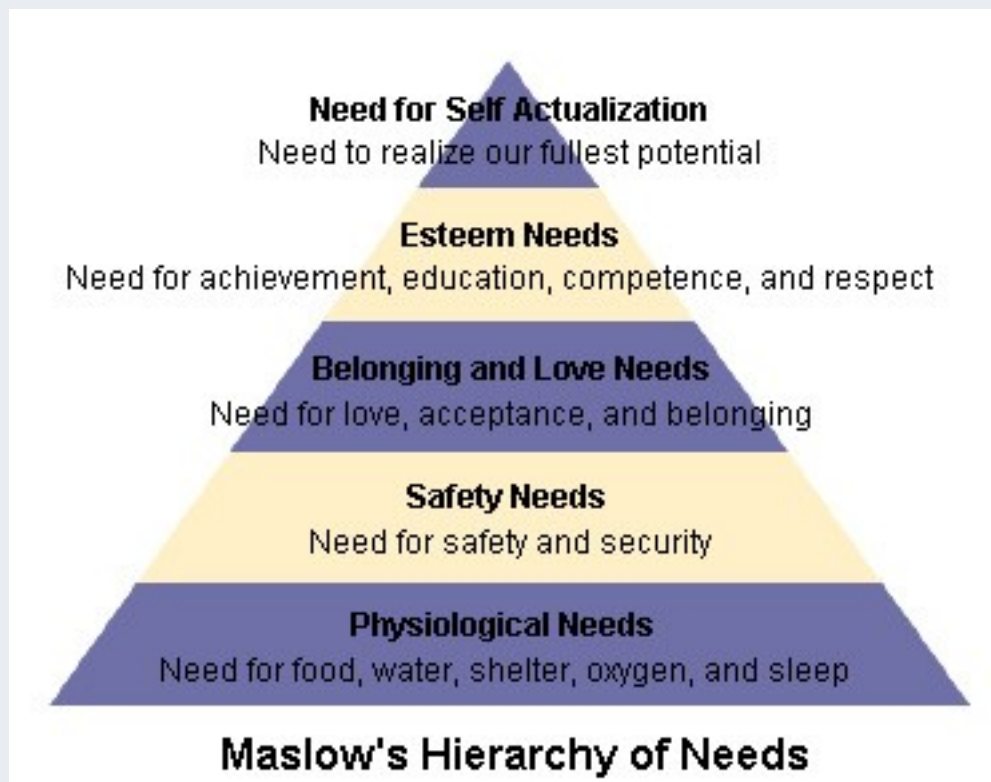 Need for Self Actualization
Need to realize our fullest potential
Esteem Needs
Need for achievement, education, competence, and respect
Belonging and Love Needs
Need for love, acceptance, and belonging
Safety Needs
Need for safety and security
Physiological Needs
Need for food, water, shelter, oxygen, and sleep
Maslow's Hierarchy of Needs